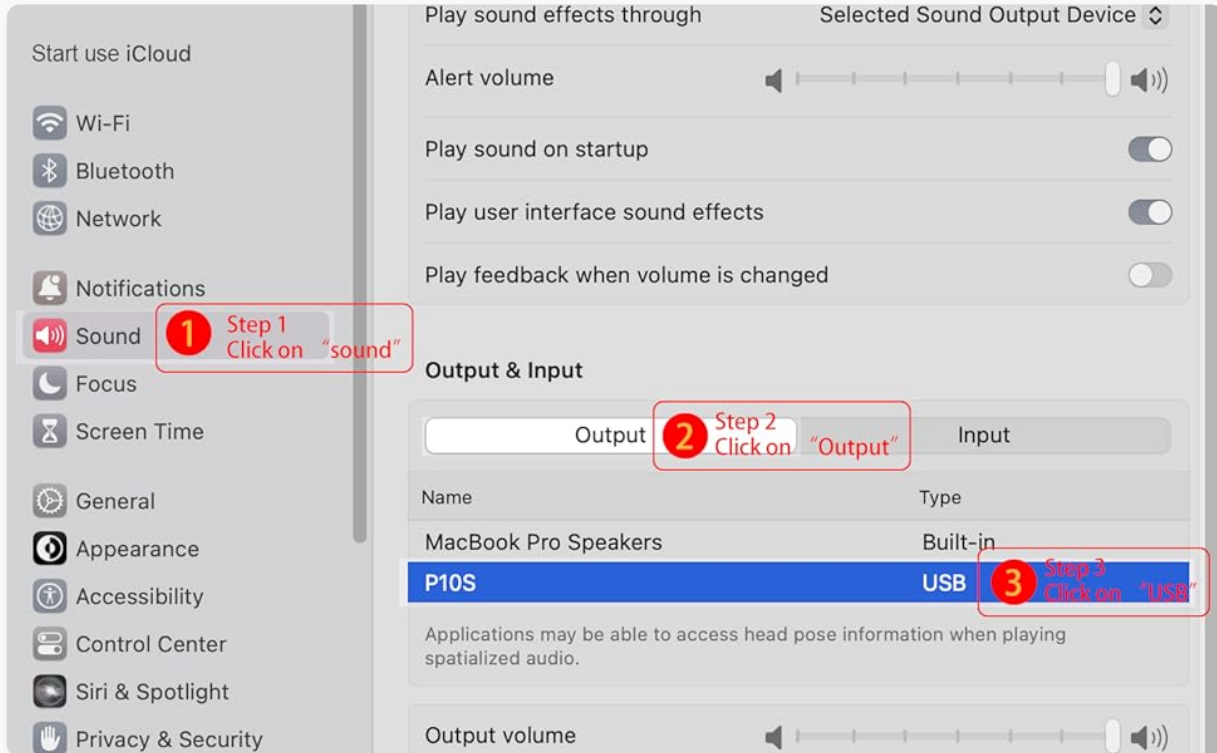 Start use iCloud
Wi-Fi
Bluetooth
Network
Notifications
Sound
Focus
Screen Time
General
Appearance
Accessibility
Control Center
Siri & Spotlight
Privacy & Security
1 Step 1
Click on “sound”
Play sound effects through Selected Sound Output Device
Alert volume
Play sound on startup
Play user interface sound effects
Play feedback when volume is changed
Output & Input
Output Input
2 Step 2
Click on “Output”
Name Type
MacBook Pro Speakers Built-in
P10S USB
3 Step 3
Click on “USB”
Applications may be able to access head pose information when playing
spatialized audio.
Output volume